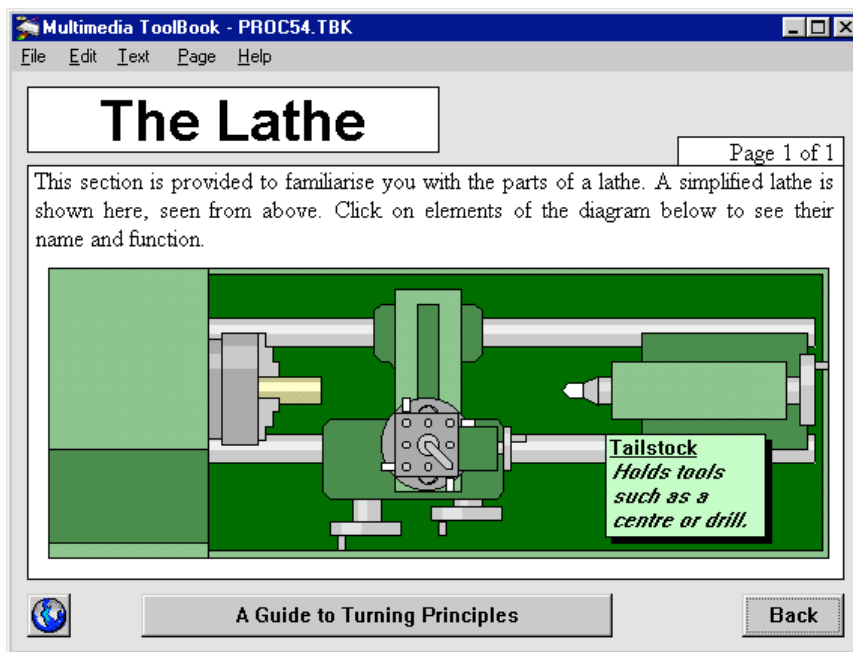 Multimedia ToolBook - PROC54.TBK
File Edit Text Page Help
The Lathe
Page 1 of 1
This section is provided to familiarise you with the parts of a lathe. A simplified lathe is
shown here, seen from above. Click on elements of the diagram below to see their
name and function.
Tailstock
Holds tools
such as a
centre or drill.
A Guide to Turning Principles
Back